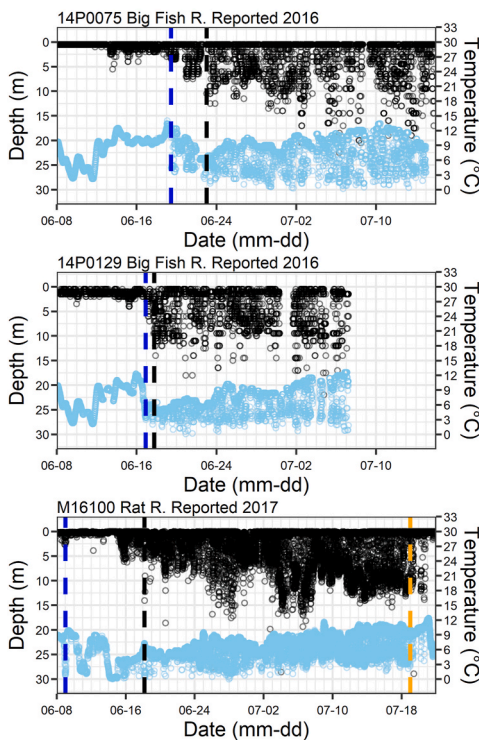 14P0075 Big Fish R. Reported 2016
33
0 30
5 27
24
10 21
18
15 15
20 12
9
25 6
3
30 0
Depth (m)
Temperature (°C)
06-08 06-16 06-24 07-02 07-10
Date (mm-dd)
14P0129 Big Fish R. Reported 2016
33
0 30
5 27
24
10 21
18
15 15
20 12
9
25 6
3
30 0
Depth (m)
Temperature (°C)
06-08 06-16 06-24 07-02 07-10
Date (mm-dd)
M16100 Rat R. Reported 2017
33
0 30
5 27
24
10 21
18
15 15
20 12
9
25 6
3
30 0
Depth (m)
Temperature (°C)
06-08 06-16 06-24 07-02 07-10 07-18
Date (mm-dd)